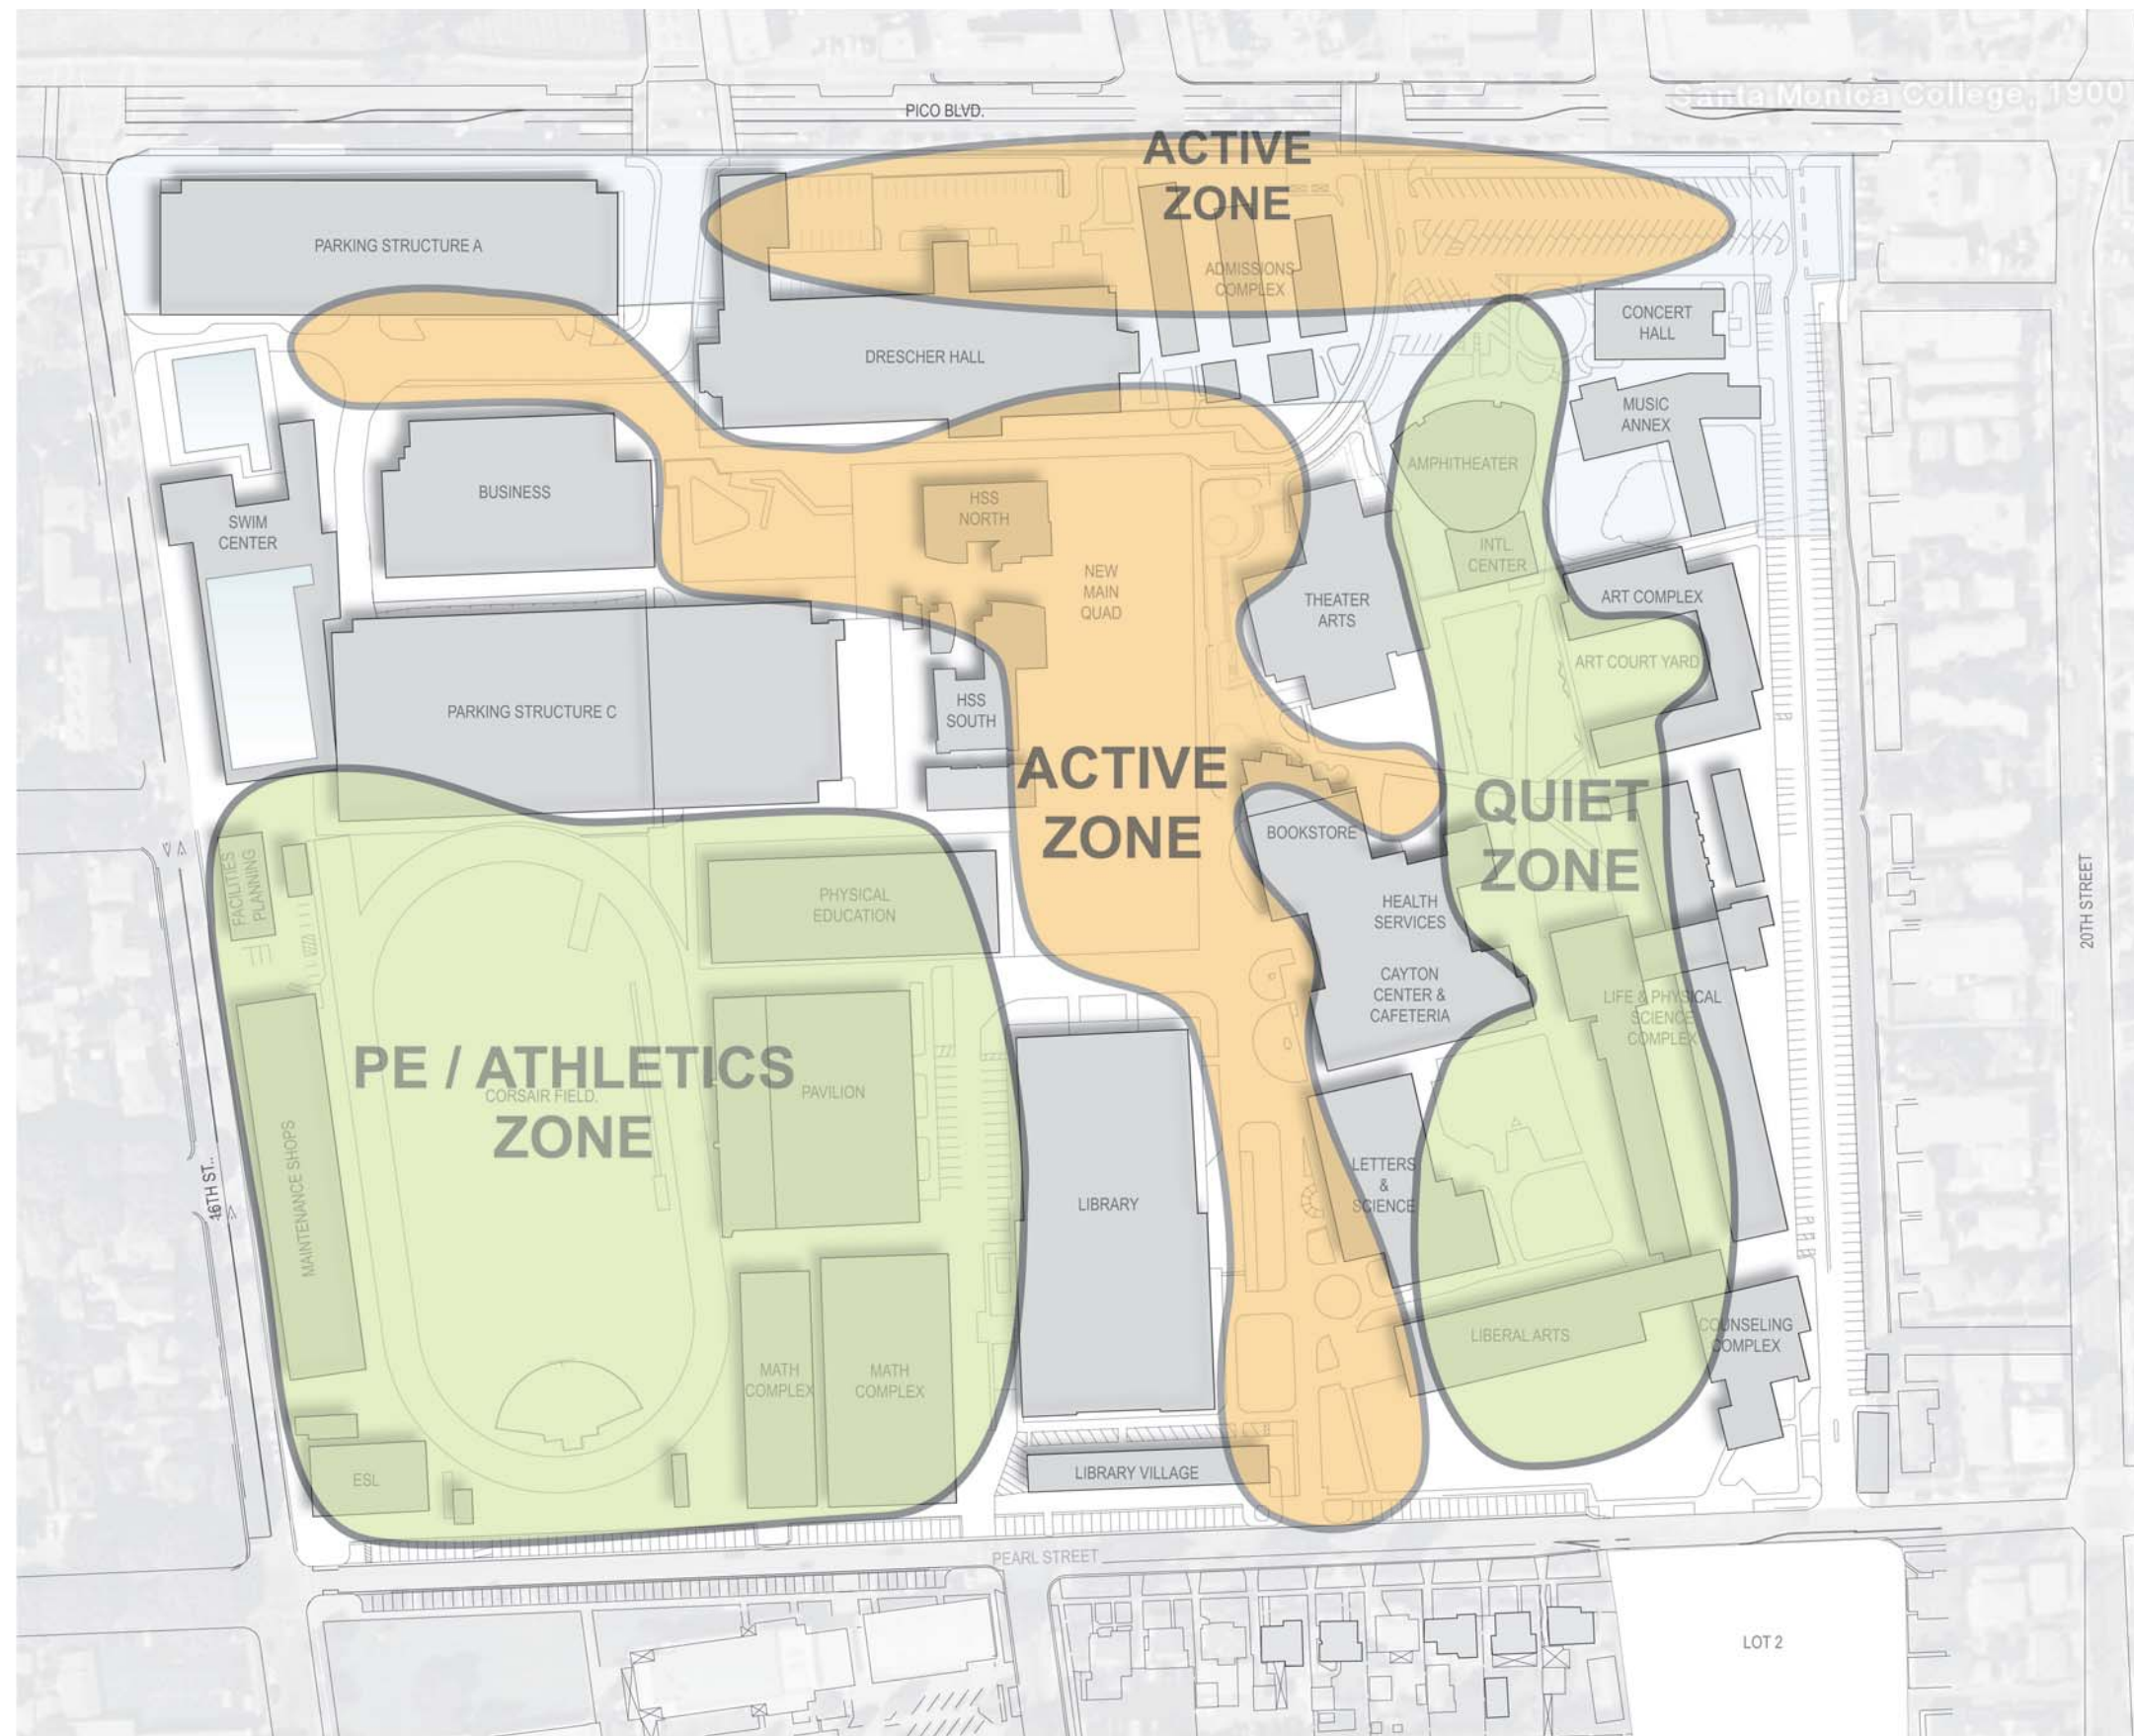 Santa Monica College, 1900
PICO BLVD.
ACTIVE
ZONE
PARKING STRUCTURE A
ADMISSIONS
COMPLEX
CONCERT
HALL
DRESCHER HALL
MUSIC
ANNEX
AMPHITHEATER
BUSINESS
HSS
NORTH
SWIM
CENTER
INTL.
CENTER
NEW
MAIN
QUAD
THEATER
ARTS
ART COMPLEX
ART COURT YARD
PARKING STRUCTURE C
HSS
SOUTH
ACTIVE
ZONE
QUIET
ZONE
BOOKSTORE
FACILITIES
PLANNING
PHYSICAL
EDUCATION
HEALTH
SERVICES
20TH STREET
CAYTON
CENTER &
CAFETERIA
LIFE & PHYSICAL
SCIENCE
COMPLEX
PE / ATHLETICS
ZONE
CORSAIR FIELD.
PAVILION
MAINTENANCE SHOPS
16TH ST..
LIBRARY
LETTERS
&
SCIENCE
LIBERAL ARTS
COUNSELING
COMPLEX
MATH
COMPLEX
MATH
COMPLEX
ESL
LIBRARY VILLAGE
PEARL STREET
LOT 2